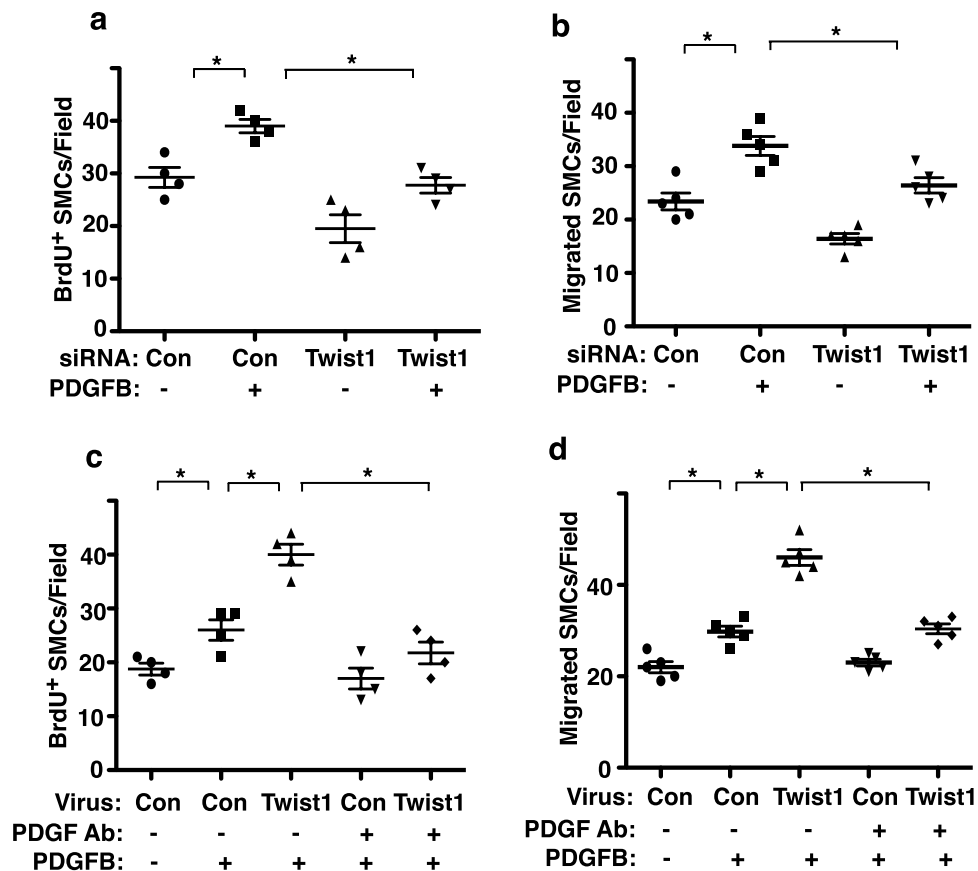 a
* *
BrdU⁺ SMCs/Field
40
30
20
10
0
siRNA: Con Con Twist1 Twist1
PDGFB: - + - +
b
* *
Migrated SMCs/Field
40
30
20
10
0
siRNA: Con Con Twist1 Twist1
PDGFB: - + - +
c
* * *
BrdU⁺ SMCs/Field
40
30
20
10
0
Virus: Con Con Twist1 Con Twist1
PDGF Ab: - - - + +
PDGFB: - + + + +
d
* * *
Migrated SMCs/Field
40
20
0
Virus: Con Con Twist1 Con Twist1
PDGF Ab: - - - + +
PDGFB: - + + + +